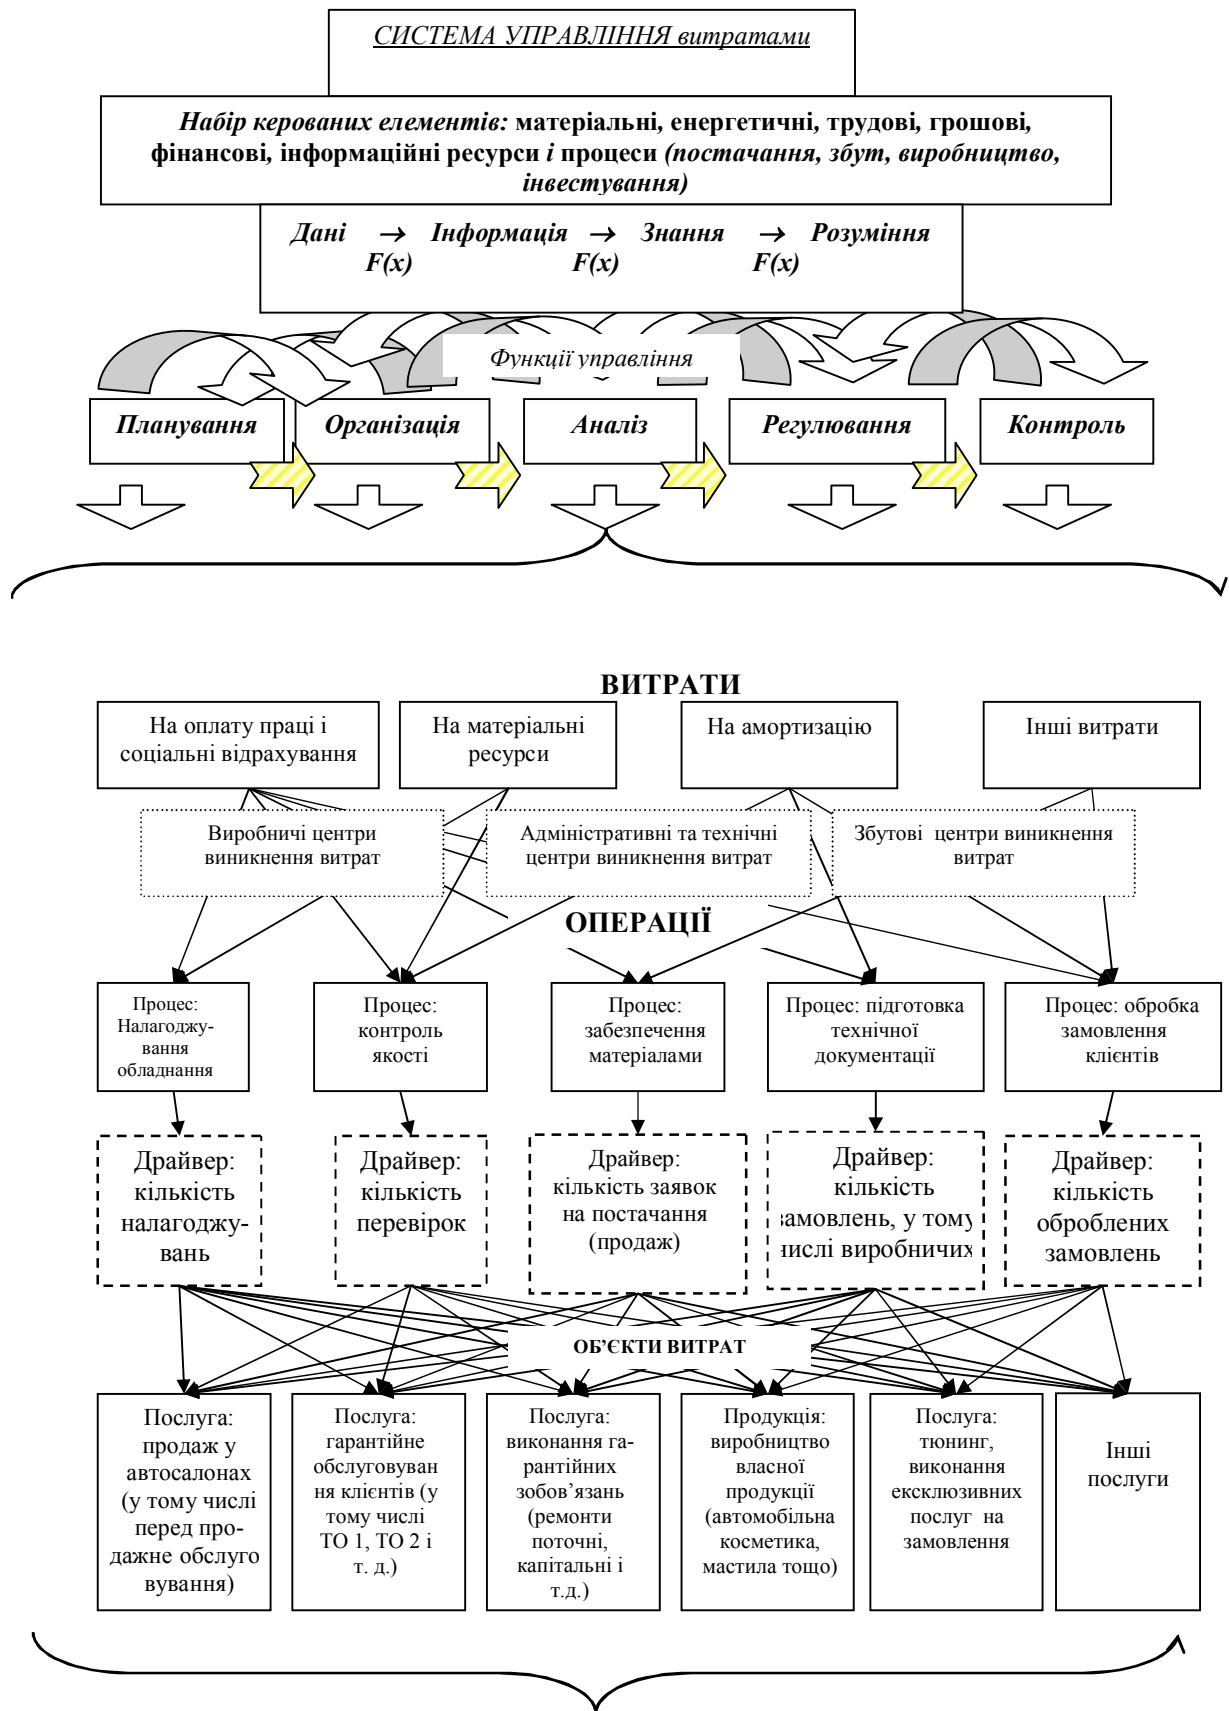 СИСТЕМА УПРАВЛІННЯ витратами
Набір керованих елементів: матеріальні, енергетичні, трудові, грошові,
фінансові, інформаційні ресурси і процеси (постачання, збут, виробництво,
інвестування)
Дані → Інформація → Знання → Розуміння
F(x) F(x) F(x)
Функції управління
Планування
Організація
Аналіз
Регулювання
Контроль
ВИТРАТИ
На оплату праці і
соціальні відрахування
На матеріальні
ресурси
На амортизацію
Інші витрати
Виробничі центри
виникнення витрат
Адміністративні та технічні
центри виникнення витрат
Збутові центри виникнення
витрат
ОПЕРАЦІЇ
Процес:
Налагоджу-
вання
обладнання
Процес:
контроль
якості
Процес:
забезпечення
матеріалами
Процес: підготовка
технічної
документації
Процес: обробка
замовлення
клієнтів
Драйвер:
кількість
налагоджу-
вань
Драйвер:
кількість
перевірок
Драйвер:
кількість заявок
на постачання
(продаж)
Драйвер:
кількість
замовлень, у тому
числі виробничих
Драйвер:
кількість
оброблених
замовлень
ОБ’ЄКТИ ВИТРАТ
Послуга:
продаж у
автосалонах
(у тому числі
перед про-
дажне обслуго
вування)
Послуга:
гарантійне
обслуговуван
ня клієнтів (у
тому числі
ТО 1, ТО 2 і
т. д.)
Послуга:
виконання га-
рантійних
зобов’язань
(ремонти
поточні,
капітальні і
т.д.)
Продукція:
виробництво
власної
продукції
(автомобільна
косметика,
мастила тощо)
Послуга:
тюнинг,
виконання
ексклюзивних
послуг на
замовлення
Інші
послуги